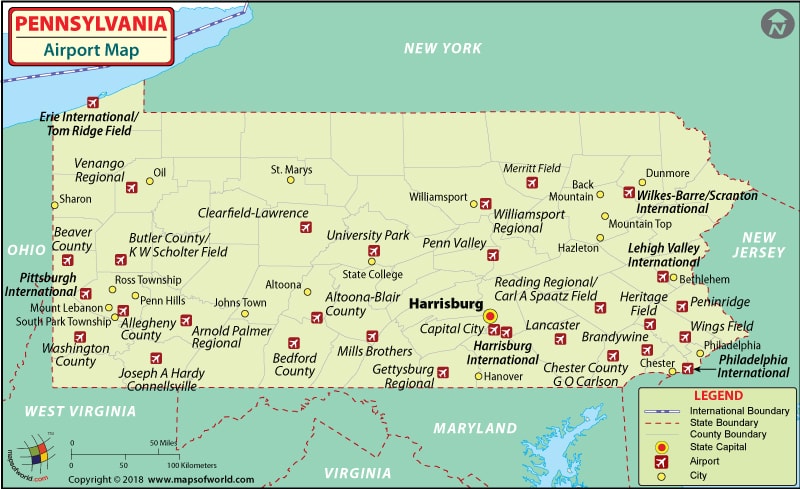 PENNSYLVANIA
Airport Map
N
NEW YORK
Erie International/
Tom Ridge Field
Venango
Regional
Oil
St. Marys
Merritt Field
Dunmore
Back
Mountain
Sharon
Williamsport
Wilkes-Barre/Scranton
International
Clearfield-Lawrence
Williamsport
Regional
Mountain Top
Beaver
County
Butler County/
K W Scholter Field
University Park
Penn Valley
Hazleton
Lehigh Valley
International
NEW
JERSEY
OHIO
State College
Bethlehem
Pittsburgh
International
Ross Township
Penn Hills
Altoona
Reading Regional/
Carl A Spaatz Field
Mount Lebanon
South Park Township
Johns Town
Altoona-Blair
County
Harrisburg
Heritage
Field
Peninridge
Allegheny
County
Arnold Palmer
Regional
Capital City
Lancaster
Wings Field
Washington
County
Bedford
County
Mills Brothers
Harrisburg
International
Brandywine
Philadelphia
Joseph A Hardy
Connellsville
Gettysburg
Regional
Hanover
Chester County
G O Carlson
Chester
Philadelphia
International
WEST VIRGINIA
MARYLAND
VIRGINIA
LEGEND
International Boundary
State Boundary
County Boundary
State Capital
Airport
City
mapsofworld.com
TM
0
50 Miles
0
100 Kilometers
Copyright © 2018 www.mapsofworld.com